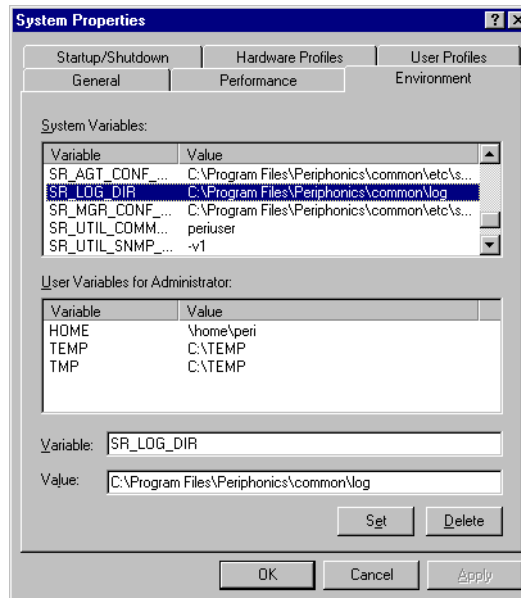 System Properties
Startup/Shutdown Hardware Profiles User Profiles
General Performance Environment
System Variables:
Variable Value
SR_AGT_CONF_... C:\Program Files\Periphonics\common\etc\s...
SR_LOG_DIR C:\Program Files\Periphonics\common\log
SR_MGR_CONF_... C:\Program Files\Periphonics\common\etc\s...
SR_UTIL_COMM... periuser
SR_UTIL_SNMP_... -v1
User Variables for Administrator:
Variable Value
HOME \home\peri
TEMP C:\TEMP
TMP C:\TEMP
Variable: SR_LOG_DIR
Value: C:\Program Files\Periphonics\common\log
Set Delete
OK Cancel Apply